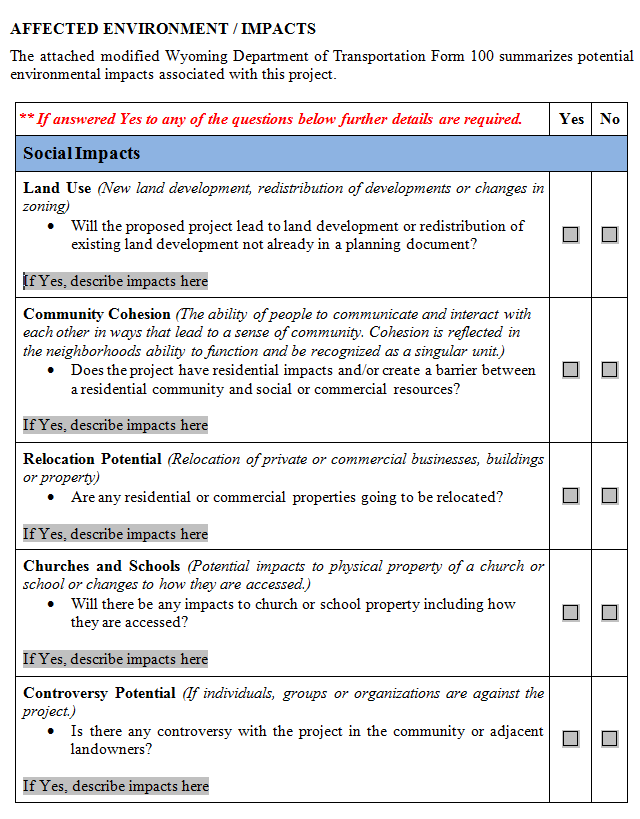 AFFECTED ENVIRONMENT / IMPACTS
The attached modified Wyoming Department of Transportation Form 100 summarizes potential
environmental impacts associated with this project.
**If answered Yes to any of the questions below further details are required. Yes No
Social Impacts
Land Use (New land development, redistribution of developments or changes in
zoning)
• Will the proposed project lead to land development or redistribution of
existing land development not already in a planning document?
If Yes, describe impacts here
Community Cohesion (The ability of people to communicate and interact with
each other in ways that lead to a sense of community. Cohesion is reflected in
the neighborhoods ability to function and be recognized as a singular unit.)
• Does the project have residential impacts and/or create a barrier between
a residential community and social or commercial resources?
If Yes, describe impacts here
Relocation Potential (Relocation of private or commercial businesses, buildings
or property)
• Are any residential or commercial properties going to be relocated?
If Yes, describe impacts here
Churches and Schools (Potential impacts to physical property of a church or
school or changes to how they are accessed.)
• Will there be any impacts to church or school property including how
they are accessed?
If Yes, describe impacts here
Controversy Potential (If individuals, groups or organizations are against the
project.)
• Is there any controversy with the project in the community or adjacent
landowners?
If Yes, describe impacts here